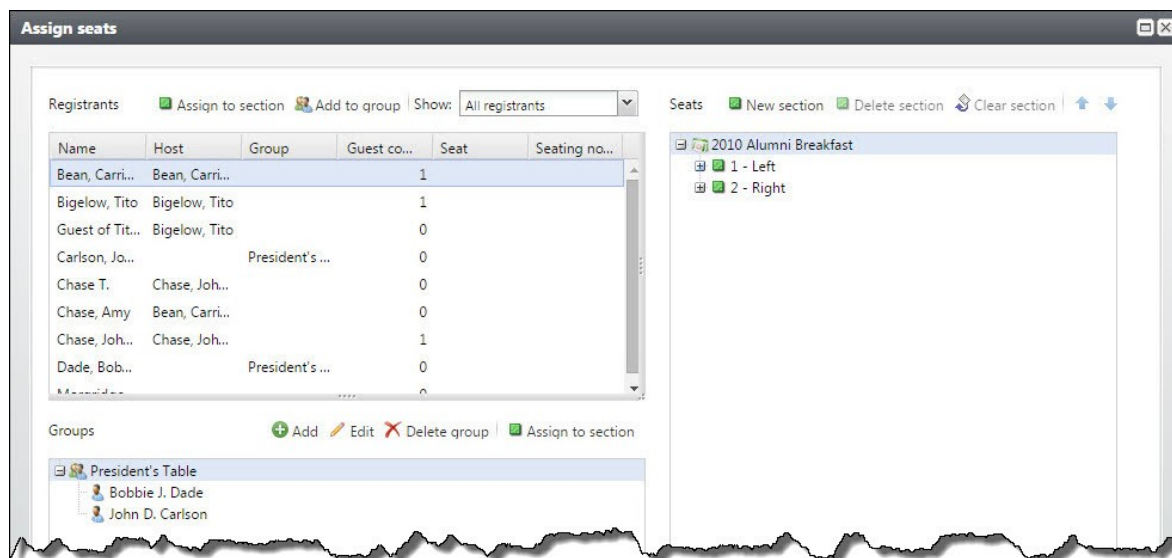 Assign seats
Registrants Assign to section Add to group Show: All registrants
Name Host Group Guest co... Seat Seating no...
Bean, Carri... Bean, Carri... 1
Bigelow, Tito Bigelow, Tito 1
Guest of Tit... Bigelow, Tito 0
Carlson, Jo... President's ... 0
Chase T. Chase, Joh... 0
Chase, Amy Bean, Carri... 0
Chase, Joh... Chase, Joh... 1
Dade, Bob... President's ... 0
Groups Add Edit Delete group Assign to section
President's Table
Bobbie J. Dade
John D. Carlson
Seats New section Delete section Clear section
2010 Alumni Breakfast
1 - Left
2 - Right